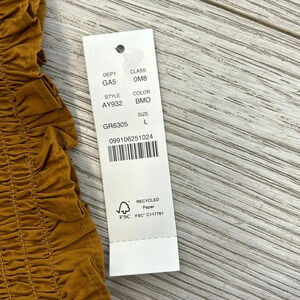 DEPT CLASS
GA5 0M8
STYLE COLOR
AY932 BMO
SIZE
GR6305 L
099106251024
FSC
RECYCLED
Paper
FSC® C117781